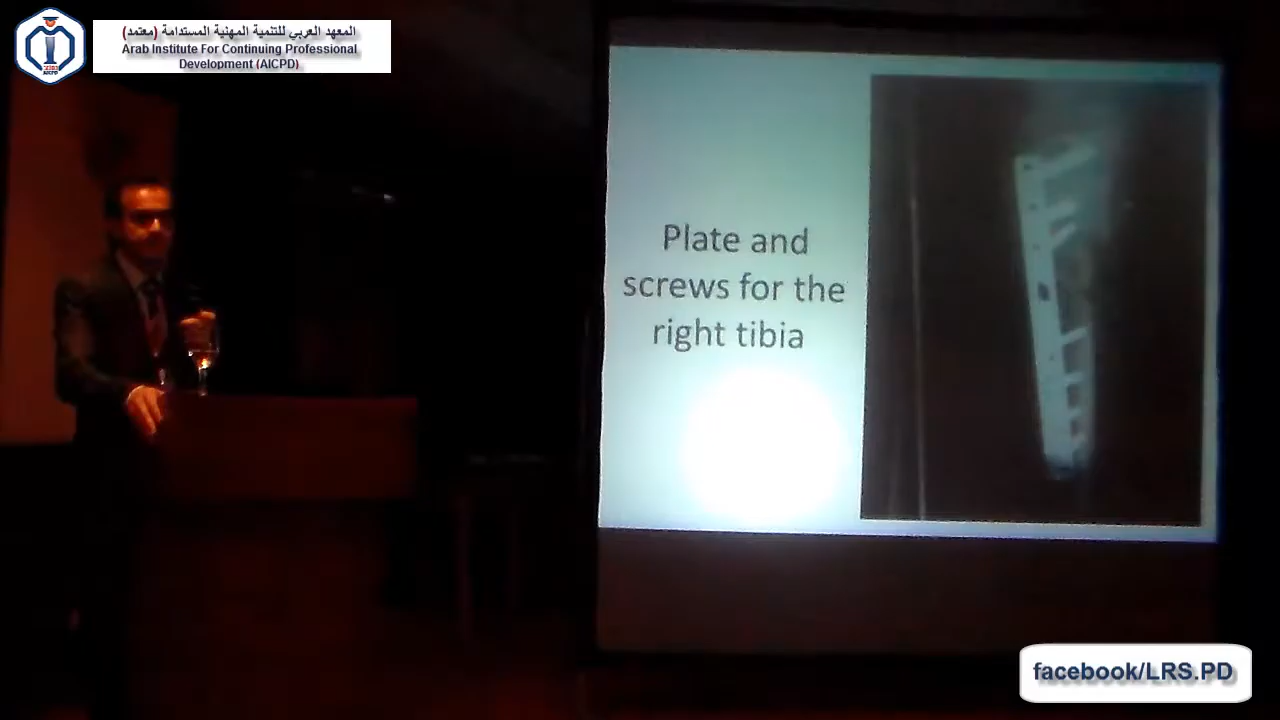 المعهد العربي للتنمية المهنية المستدامة (معتمد)
Arab Institute For Continuing Professional
Development (AICPD)
AICPD
Plate and
screws for the
right tibia
facebook/LRS.PD